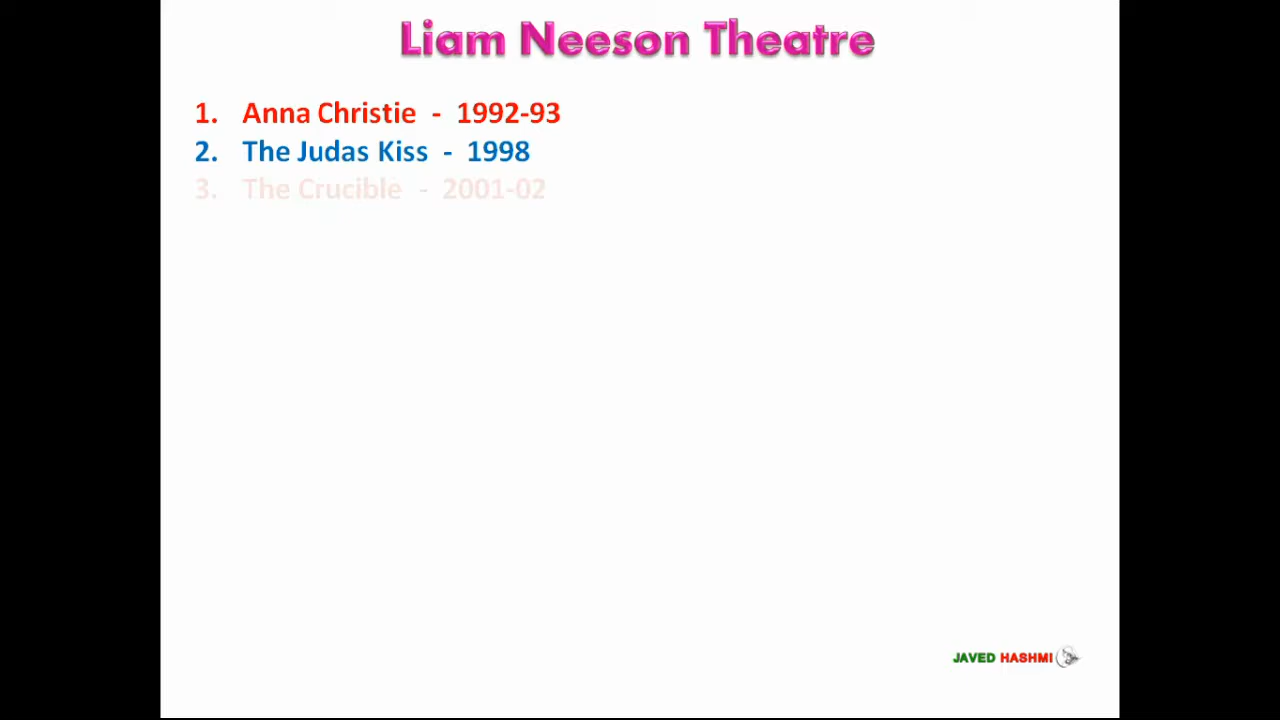 Liam Neeson Theatre
1. Anna Christie - 1992-93
2. The Judas Kiss - 1998
3. The Crucible - 2001-02
JAVED HASHMI